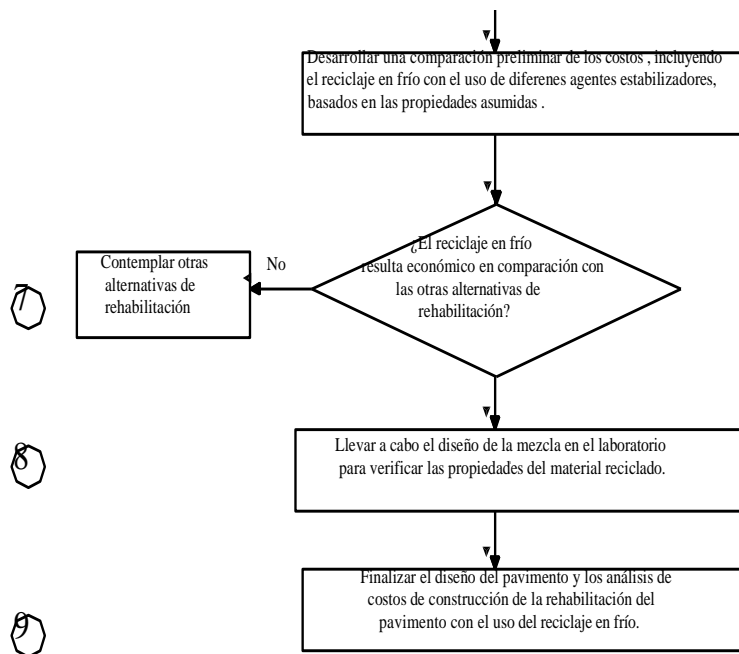 Desarrollar una comparación preliminar de los costos , incluyendo
el reciclaje en frío con el uso de diferenes agentes estabilizadores,
basados en las propiedades asumidas .
¿El reciclaje en frío
resulta económico en comparación con
las otras alternativas de
rehabilitación?
No
Contemplar otras
alternativas de
rehabilitación
7
Llevar a cabo el diseño de la mezcla en el laboratorio
para verificar las propiedades del material reciclado.
8
Finalizar el diseño del pavimento y los análisis de
costos de construcción de la rehabilitación del
pavimento con el uso del reciclaje en frío.
9